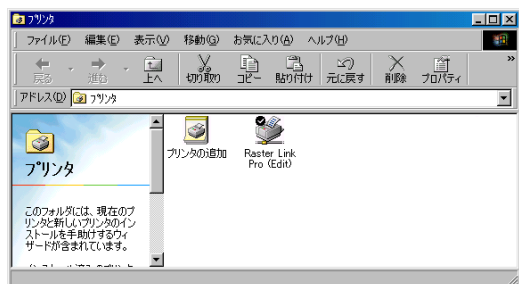 プリンタ
ファイル(F) 編集(E) 表示(V) 移動(G) お気に入り(A) ヘルプ(H)
戻る 進む 上へ 切り取り コピー 貼り付け 元に戻す 削除 プロパティ »
アドレス(D) プリンタ
プリンタの追加 Raster Link
Pro (Edit)
プリンタ
このフォルダには、現在のプ
リンタと新しいプリンタのイン
ストールを手助けするウィ
ザードが含まれています。